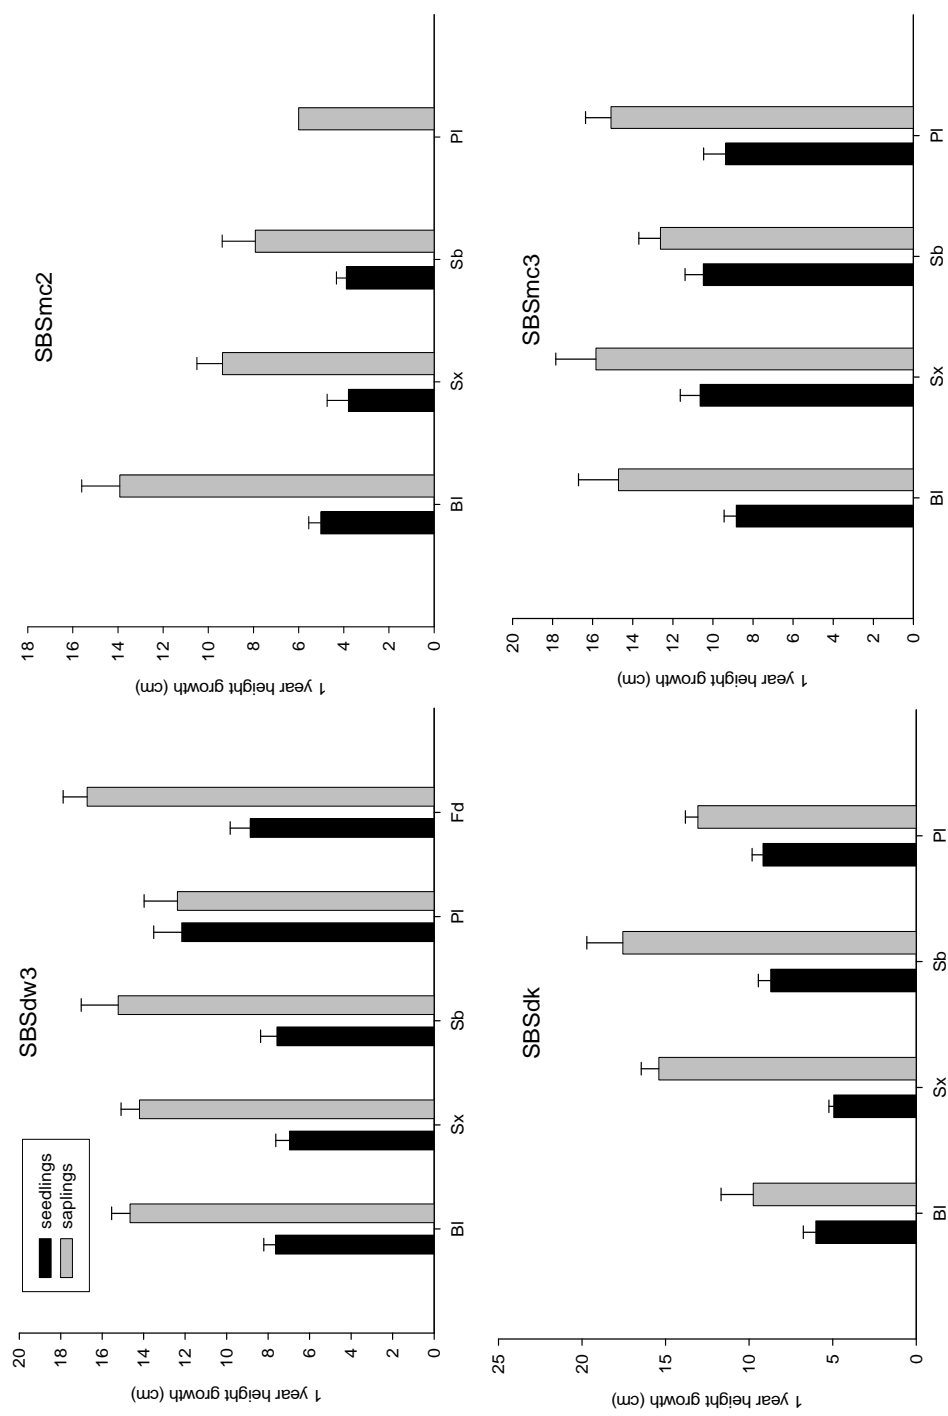 SBSdw3
seedlings
saplings
1 year height growth (cm)
20
18
16
14
12
10
8
6
4
2
0
Bl Sx Sb Pl Fd
SBSmc2
1 year height growth (cm)
18
16
14
12
10
8
6
4
2
0
Bl Sx Sb Pl
SBSdk
1 year height growth (cm)
25
20
15
10
5
0
Bl Sx Sb Pl
SBSmc3
1 year height growth (cm)
20
18
16
14
12
10
8
6
4
2
0
Bl Sx Sb Pl